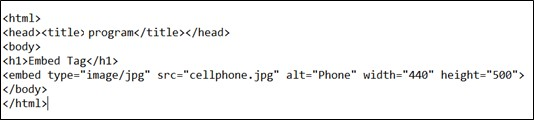 <html>
<head><title> program</title></head>
<body>
<h1>Embed Tag</h1>
<embed type="image/jpg" src="cellphone.jpg" alt="Phone" width="440" height="500">
</body>
</html>